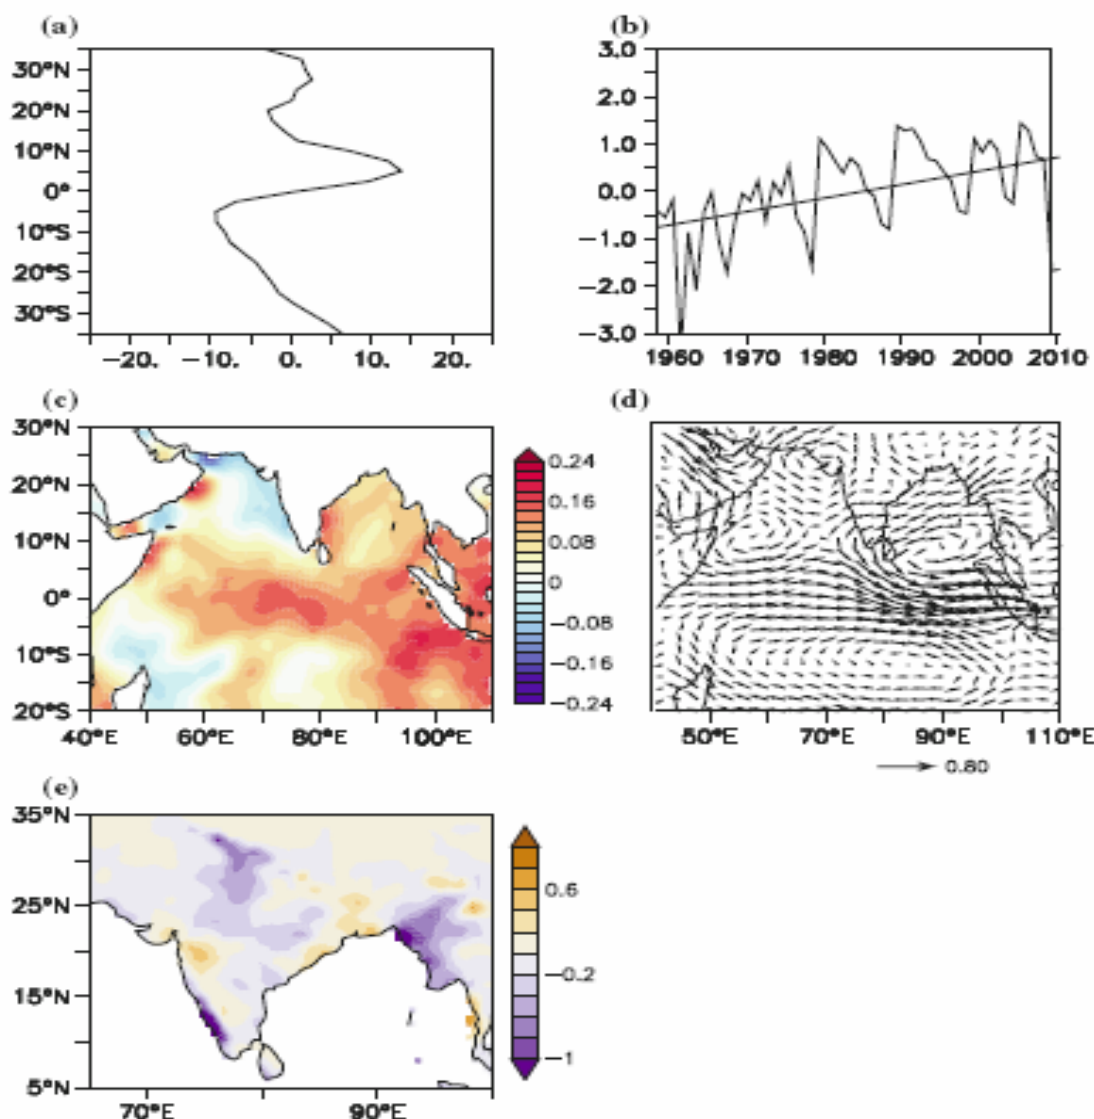 (a)
30°N
20°N
10°N
0°
10°S
20°S
30°S
−20. −10. 0. 10. 20.
(b)
3.0
2.0
1.0
0.0
−1.0
−2.0
−3.0
1960 1970 1980 1990 2000 2010
(c)
30°N
20°N
10°N
0°
10°S
20°S
40°E 60°E 80°E 100°E
0.24
0.16
0.08
0
−0.08
−0.16
−0.24
(d)
50°E 70°E 90°E 110°E
0.80
(e)
35°N
25°N
15°N
5°N
70°E 90°E
0.6
−0.2
−1